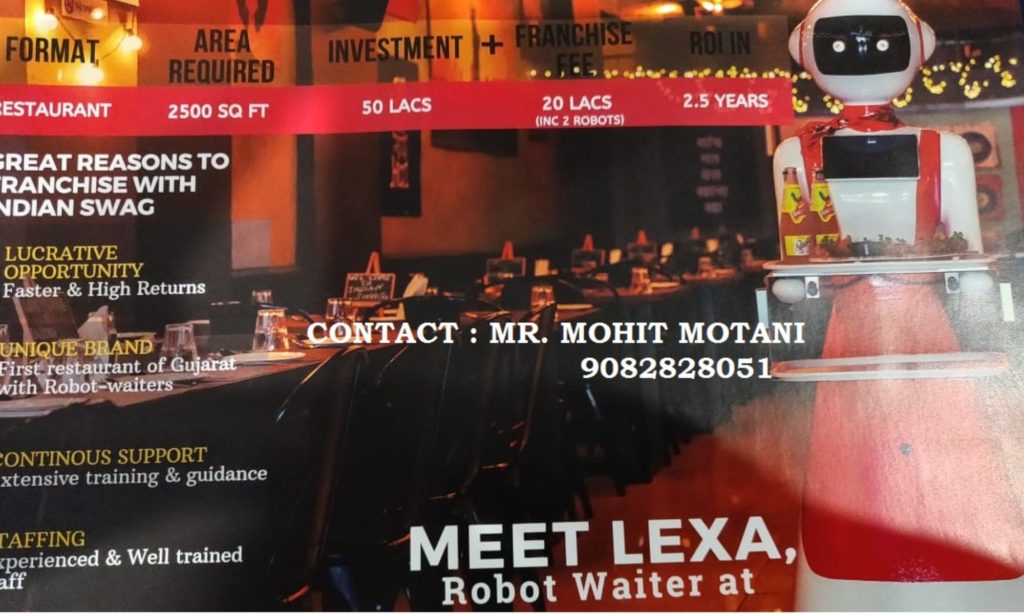 FORMAT
AREA REQUIRED
INVESTMENT + FRANCHISE FEE
ROI IN
ESTAURANT
2500 SQ FT
50 LACS
20 LACS
(INC 2 ROBOTS)
2.5 YEARS
GREAT REASONS TO
FRANCHISE WITH
INDIAN SWAG
LUCRATIVE
OPPORTUNITY
Faster & High Returns
UNIQUE BRAND
First restaurant of Gujarat
with Robot-waiters
CONTINOUS SUPPORT
xtensive training & guidance
TAFFING
xperienced & Well trained
aff
CONTACT : MR. MOHIT MOTANI
9082828051
MEET LEXA,
Robot Waiter at